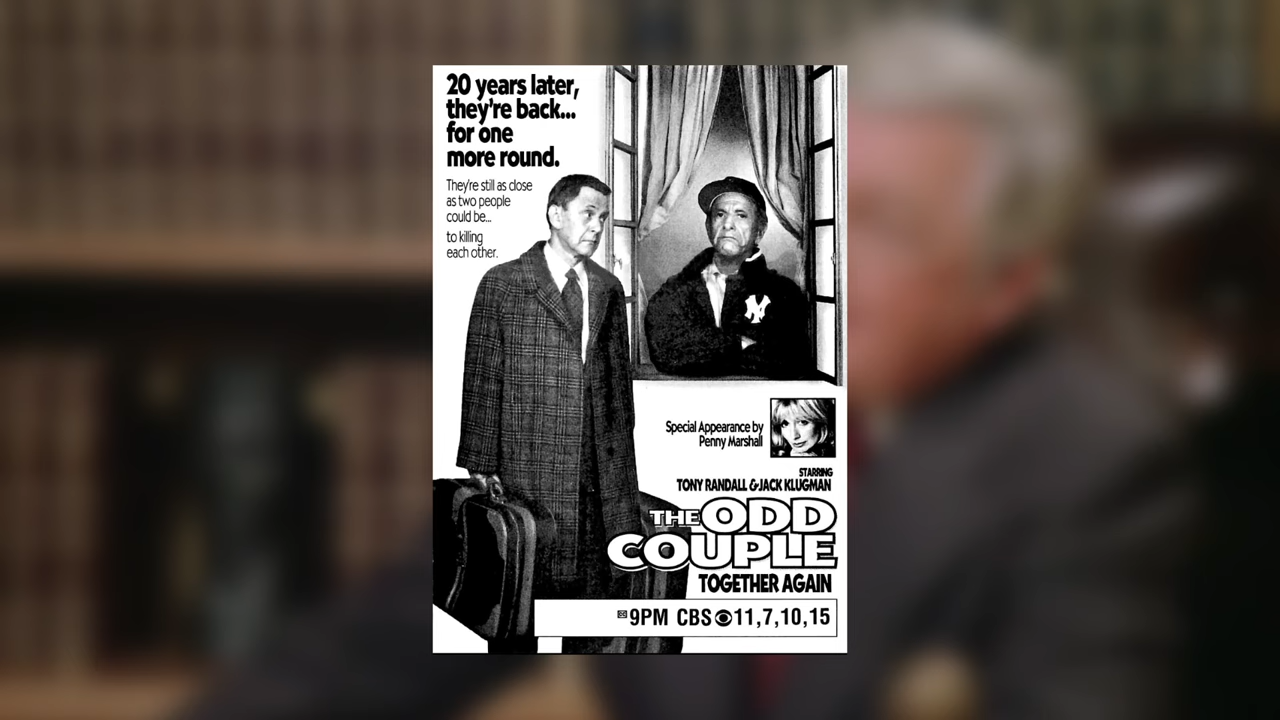 20 years later,
they're back...
for one
more round.
They're still as close
as two people
could be...
to killing
each other.
NY
Special Appearance by
Penny Marshall
STARRING
TONY RANDALL & JACK KLUGMAN
THE ODD
COUPLE
TOGETHER AGAIN
9PM CBS 11,7,10,15